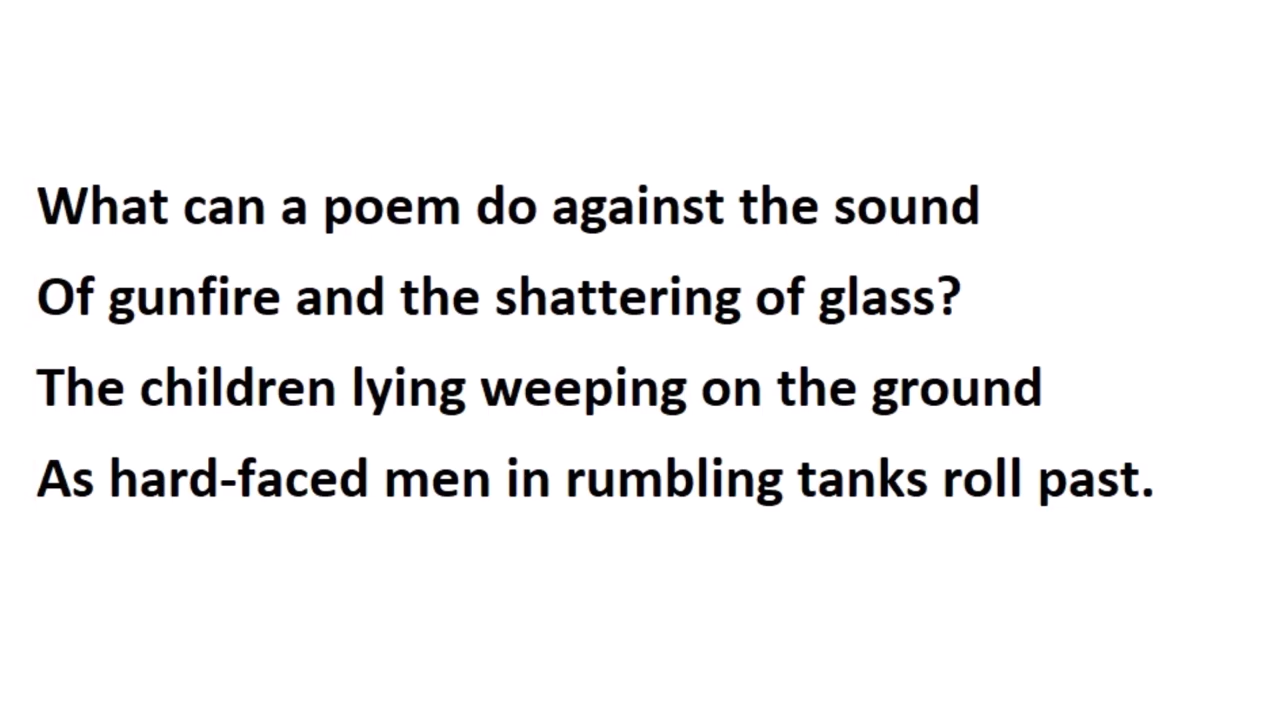 What can a poem do against the sound
Of gunfire and the shattering of glass?
The children lying weeping on the ground
As hard-faced men in rumbling tanks roll past.